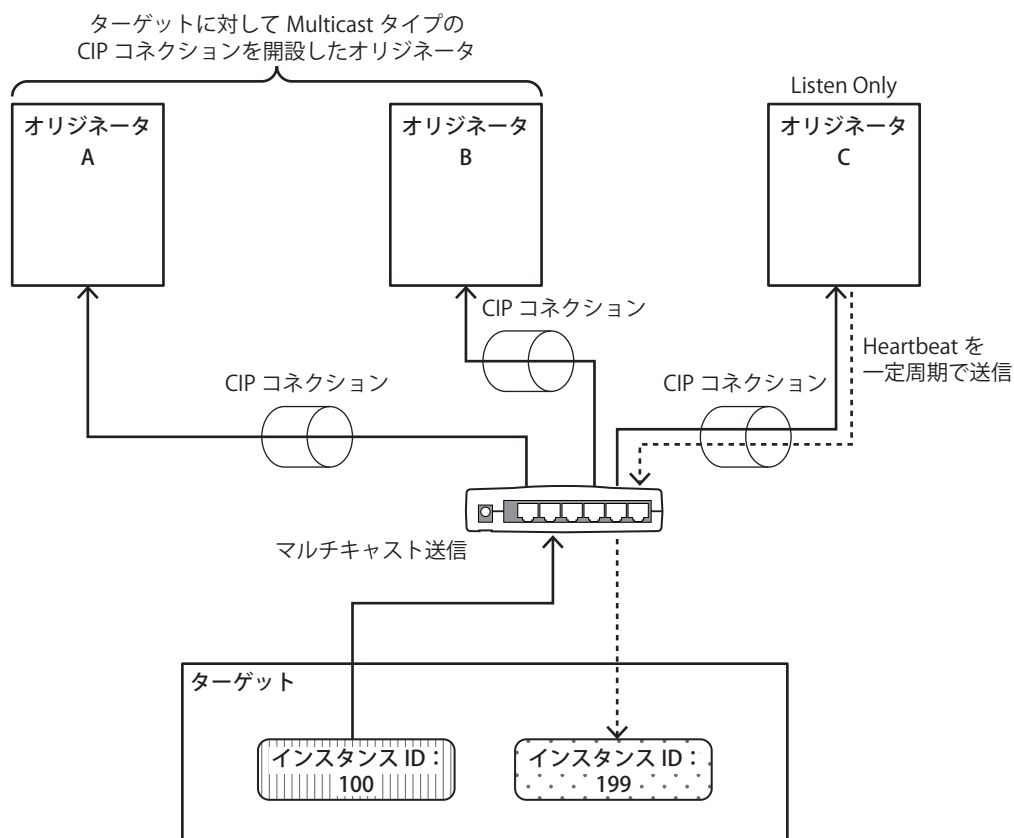 ターゲットに対して Multicast タイプの
CIP コネクションを開設したオリジネータ
Listen Only
オリジネータ
A
オリジネータ
B
オリジネータ
C
CIP コネクション
Heartbeat を
一定周期で送信
CIP コネクション
CIP コネクション
マルチキャスト送信
ターゲット
インスタンス ID：
100
インスタンス ID：
199